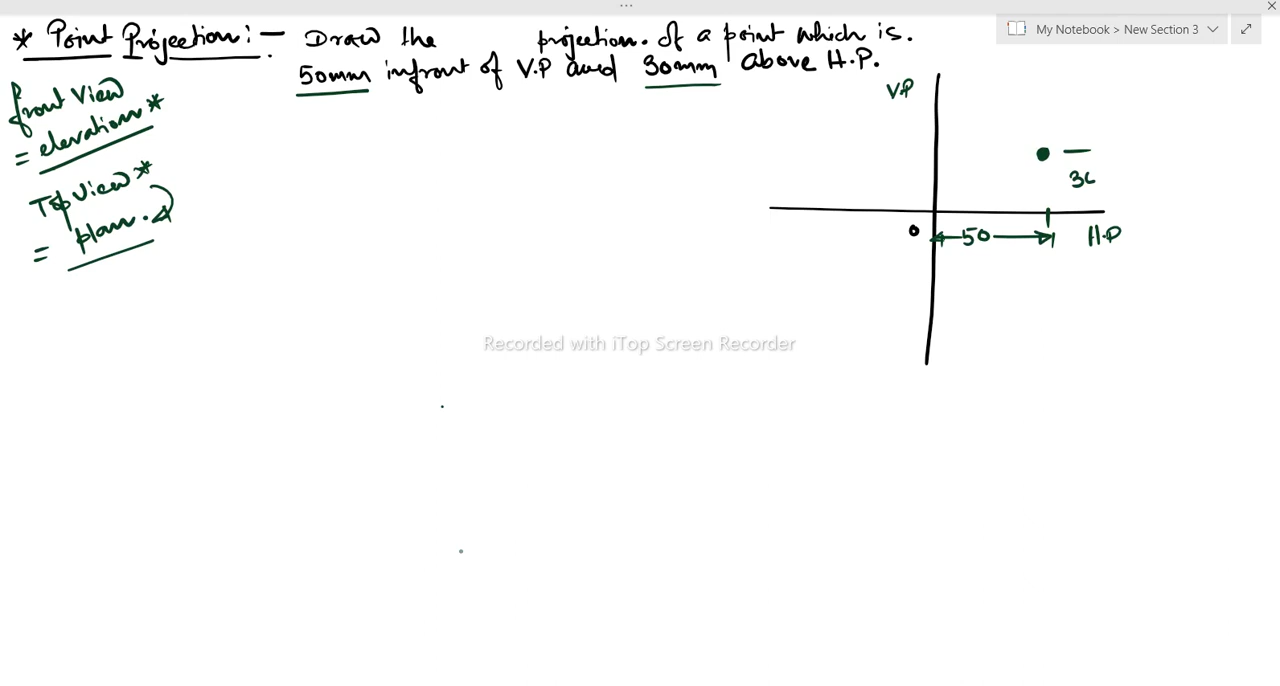 * Point Projection :- Draw the projection. Of a point which is.
50mm infront of V.P and 30mm above H.P.
front View
= elevation *
Top View *
= plan.
V.P
30
0
50
H.P
My Notebook > New Section 3
Recorded with iTop Screen Recorder